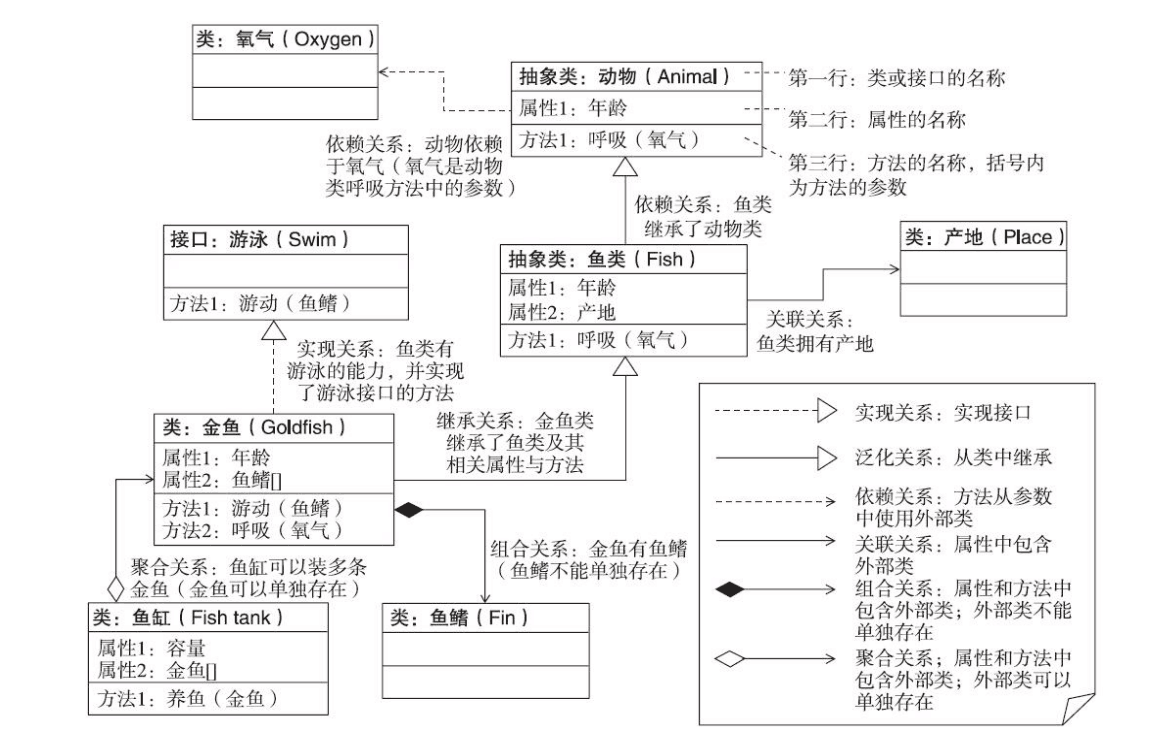 类：氧气（Oxygen）
抽象类：动物（Animal）
属性1：年龄
方法1：呼吸（氧气）
第一行：类或接口的名称
第二行：属性的名称
第三行：方法的名称，括号内
为方法的参数
依赖关系：动物依赖
于氧气（氧气是动物
类呼吸方法中的参数）
依赖关系：鱼类
继承了动物类
接口：游泳（Swim）
方法1：游动（鱼鳍）
抽象类：鱼类（Fish）
属性1：年龄
属性2：产地
方法1：呼吸（氧气）
类：产地（Place）
关联关系：
鱼类拥有产地
实现关系：鱼类有
游泳的能力，并实现
了游泳接口的方法
类：金鱼（Goldfish）
属性1：年龄
属性2：鱼鳍[]
方法1：游动（鱼鳍）
方法2：呼吸（氧气）
继承关系：金鱼类
继承了鱼类及其
相关属性与方法
组合关系：金鱼有鱼鳍
（鱼鳍不能单独存在）
聚合关系：鱼缸可以装多条
金鱼（金鱼可以单独存在）
类：鱼缸（Fish tank）
属性1：容量
属性2：金鱼[]
方法1：养鱼（金鱼）
类：鱼鳍（Fin）
实现关系：实现接口
泛化关系：从类中继承
依赖关系：方法从参数
中使用外部类
关联关系：属性中包含
外部类
组合关系：属性和方法中
包含外部类；外部类不能
单独存在
聚合关系；属性和方法中
包含外部类；外部类可以
单独存在